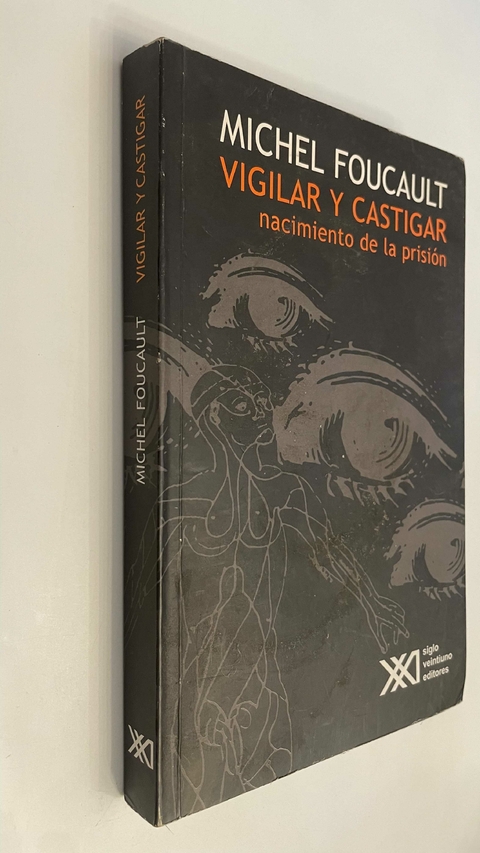 MICHEL FOUCAULT
VIGILAR Y CASTIGAR
nacimiento de la prisión
siglo
veintiuno
editores
MICHEL FOUCAULT VIGILAR Y CASTIGAR